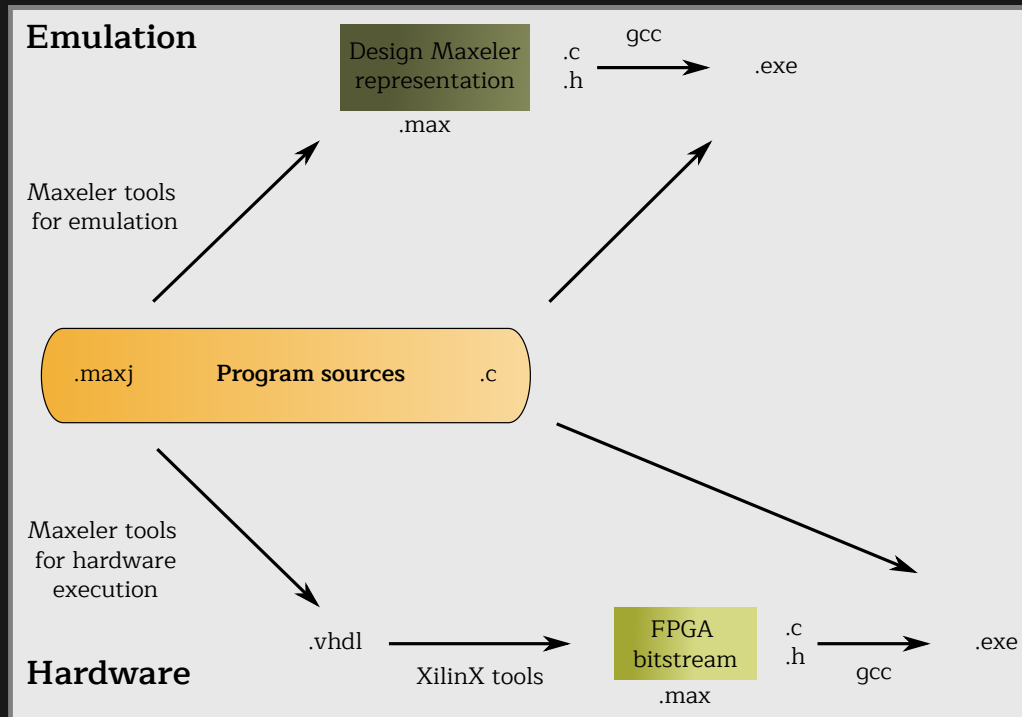 Emulation
Design Maxeler
representation
.max
.c
.h
gcc
.exe
Maxeler tools
for emulation
.maxj
Program sources
.c
Maxeler tools
for hardware
execution
.vhdl
XilinX tools
FPGA
bitstream
.max
.c
.h
gcc
.exe
Hardware